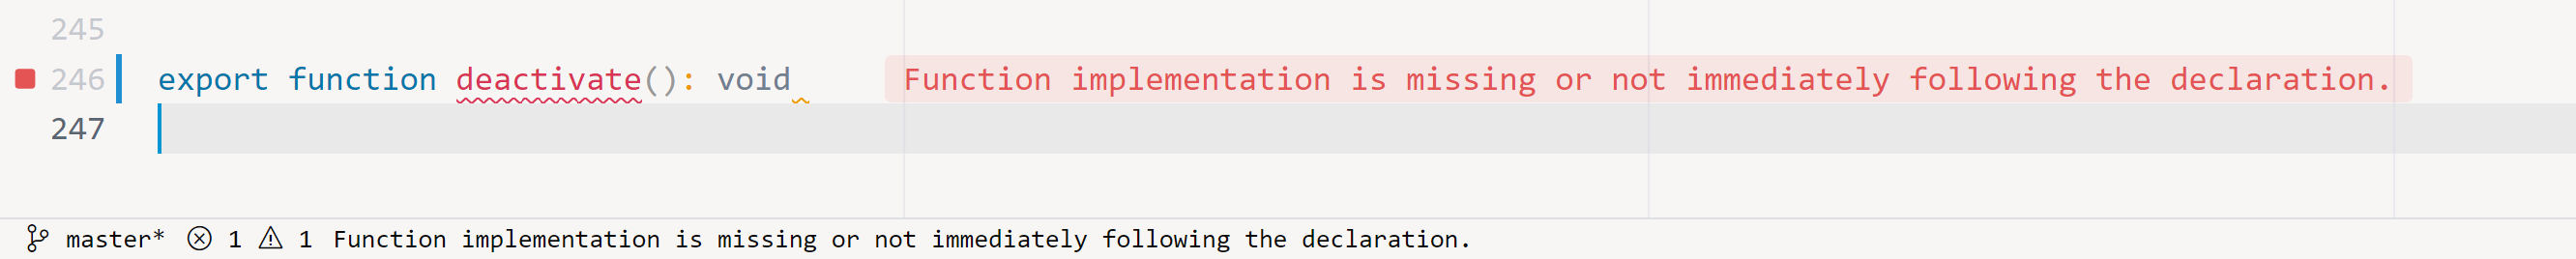 245
246 export function deactivate(): void Function implementation is missing or not immediately following the declaration.
247
master* 1 1 Function implementation is missing or not immediately following the declaration.